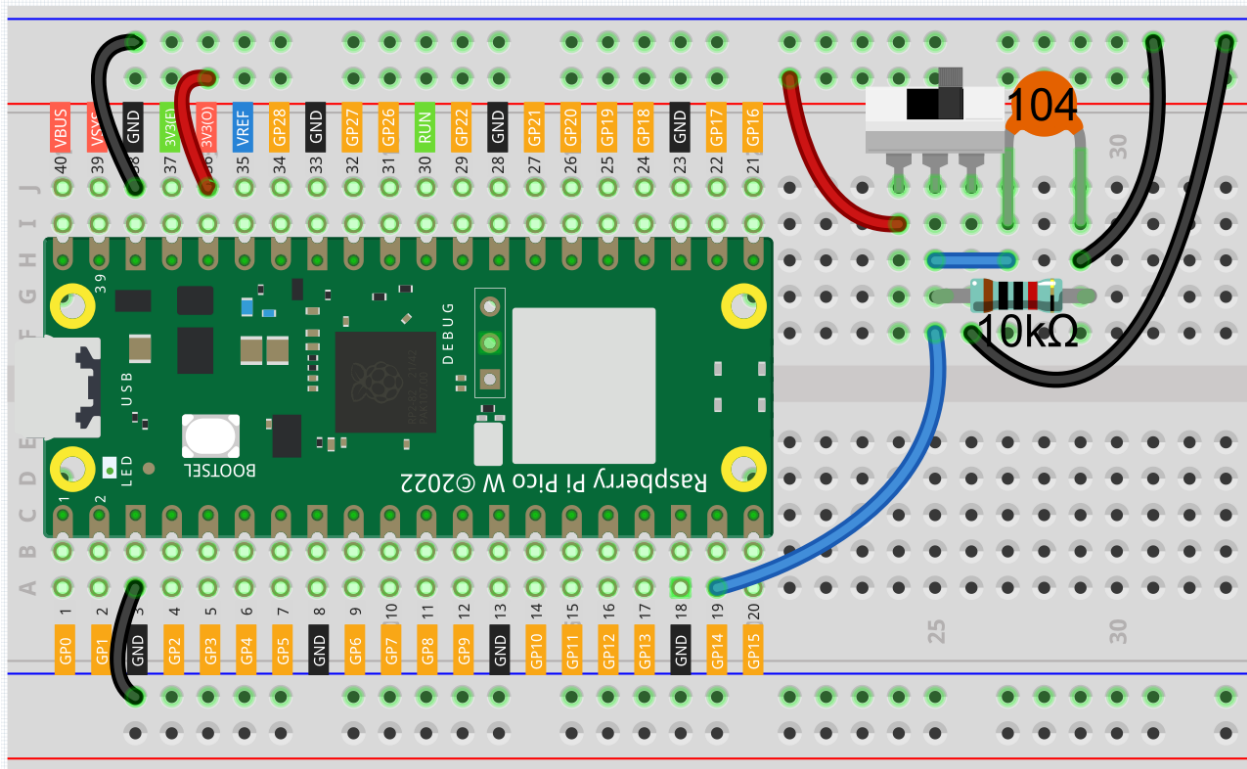 VBUS VSYS GND 3V3(E) 3V3(O) VREF GP28 GND GP27 GP26 RUN GP22 GND GP21 GP20 GP19 GP18 GND GP17 GP16
40 39 38 37 36 35 34 33 32 31 30 29 28 27 26 25 24 23 22 21
104
30
J
I
H
G
F
39
DEBUG
10kΩ
USB
BOOTSEL
LED
Raspberry Pi Pico W ©2022
1
2
E
D
C
B
A
1 2 3 4 5 6 7 8 9 10 11 12 13 14 15 16 17 18 19 20
25 30
GP0 GP1 GND GP2 GP3 GP4 GP5 GND GP6 GP7 GP8 GP9 GND GP10 GP11 GP12 GP13 GND GP14 GP15